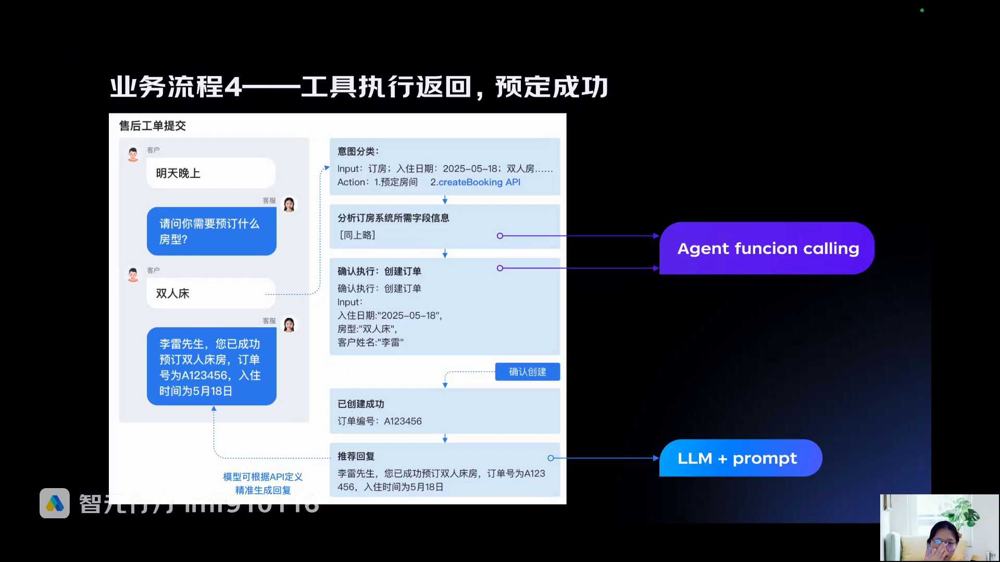 业务流程4——工具执行返回，预定成功
售后工单提交
客户
明天晚上
客服
请问你需要预订什么
房型?
客户
双人床
客服
李雷先生，您已成功
预订双人床房，订单
号为A123456，入住
时间为5月18日
意图分类：
Input：订房；入住日期：2025-05-18；双人房……
Action：1.预定房间 2.createBooking API
分析订房系统所需字段信息
[同上略]
确认执行：创建订单
确认执行：创建订单
Input：
入住日期:"2025-05-18",
房型:"双人床",
客户姓名:"李雷"
确认创建
已创建成功
订单编号：A123456
推荐回复
李雷先生，您已成功预订双人床房，订单号为A123
456，入住时间为5月18日
模型可根据API定义
精准生成回复
Agent funcion calling
LLM + prompt